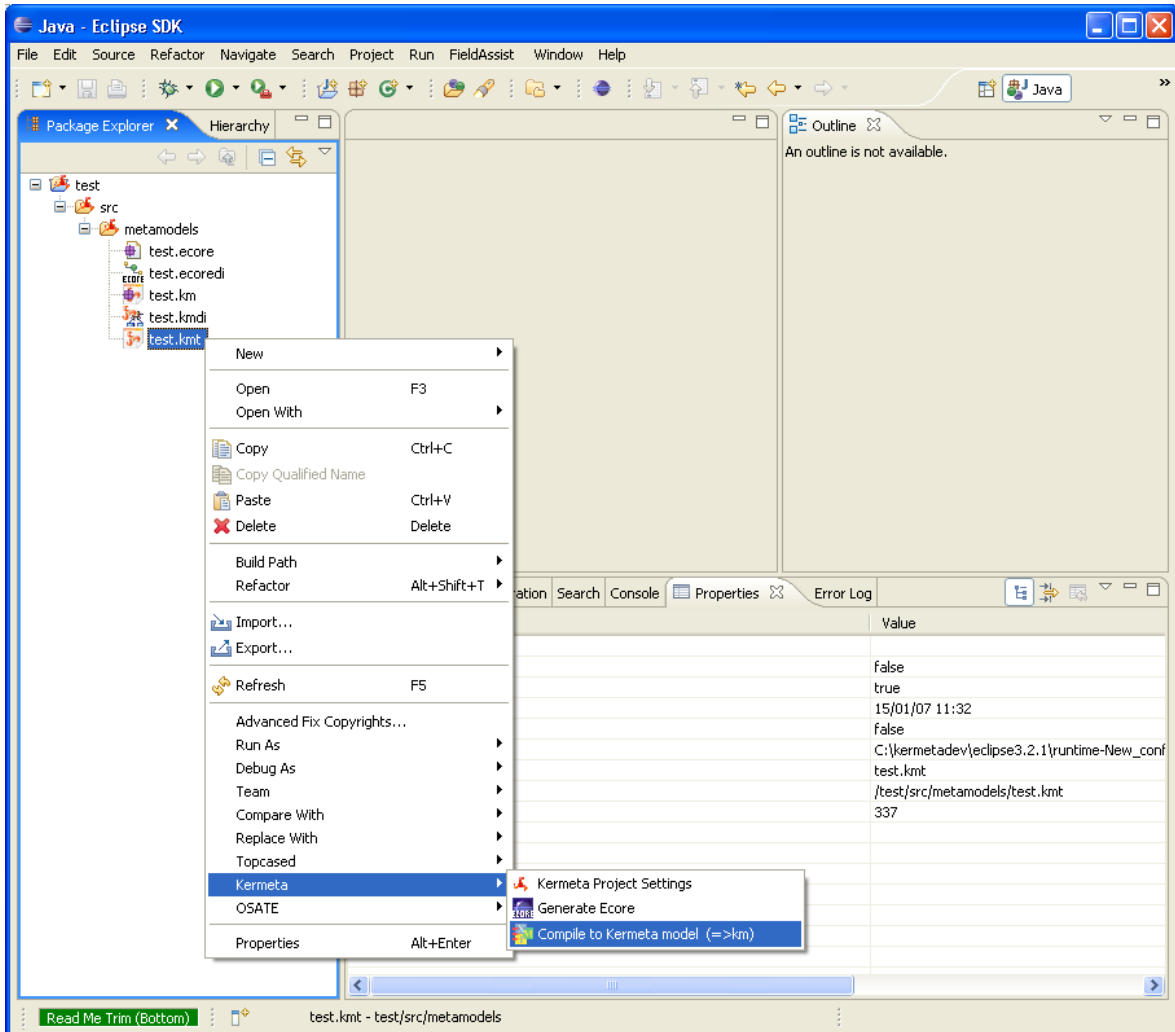 Java - Eclipse SDK
File Edit Source Refactor Navigate Search Project Run FieldAssist Window Help
Java
»
Package Explorer Hierarchy
Outline
An outline is not available.
test
src
metamodels
test.ecore
ECORE test.ecoredi
test.km
test.kmdi
test.kmt
New
Open F3
Open With
Copy Ctrl+C
Copy Qualified Name
Paste Ctrl+V
Delete Delete
Build Path
Refactor Alt+Shift+T
Import...
Export...
Refresh F5
Advanced Fix Copyrights...
Run As
Debug As
Team
Compare With
Replace With
Topcased
Kermeta
OSATE
Properties Alt+Enter
Kermeta Project Settings
ECORE Generate Ecore
Compile to Kermeta model (=>km)
ation Search Console Properties Error Log
Value
false
true
15/01/07 11:32
false
C:\kermetadev\eclipse3.2.1\runtime-New_conf
test.kmt
/test/src/metamodels/test.kmt
337
Read Me Trim (Bottom) test.kmt - test/src/metamodels